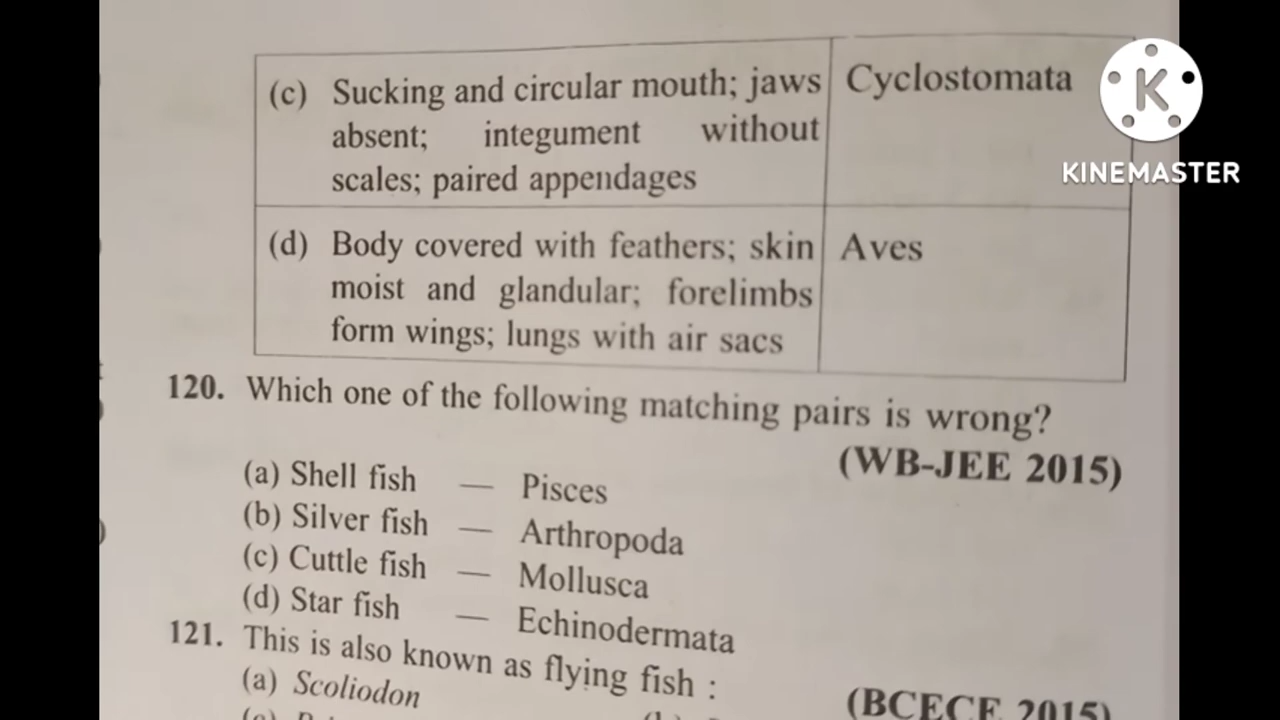 (c) Sucking and circular mouth; jaws absent; integument without scales; paired appendages
Cyclostomata
K
KINEMASTER
(d) Body covered with feathers; skin moist and glandular; forelimbs form wings; lungs with air sacs
Aves
120. Which one of the following matching pairs is wrong?
(WB-JEE 2015)
(a) Shell fish — Pisces
(b) Silver fish — Arthropoda
(c) Cuttle fish — Mollusca
(d) Star fish — Echinodermata
121. This is also known as flying fish :
(BCECE 2015)
(a) Scoliodon